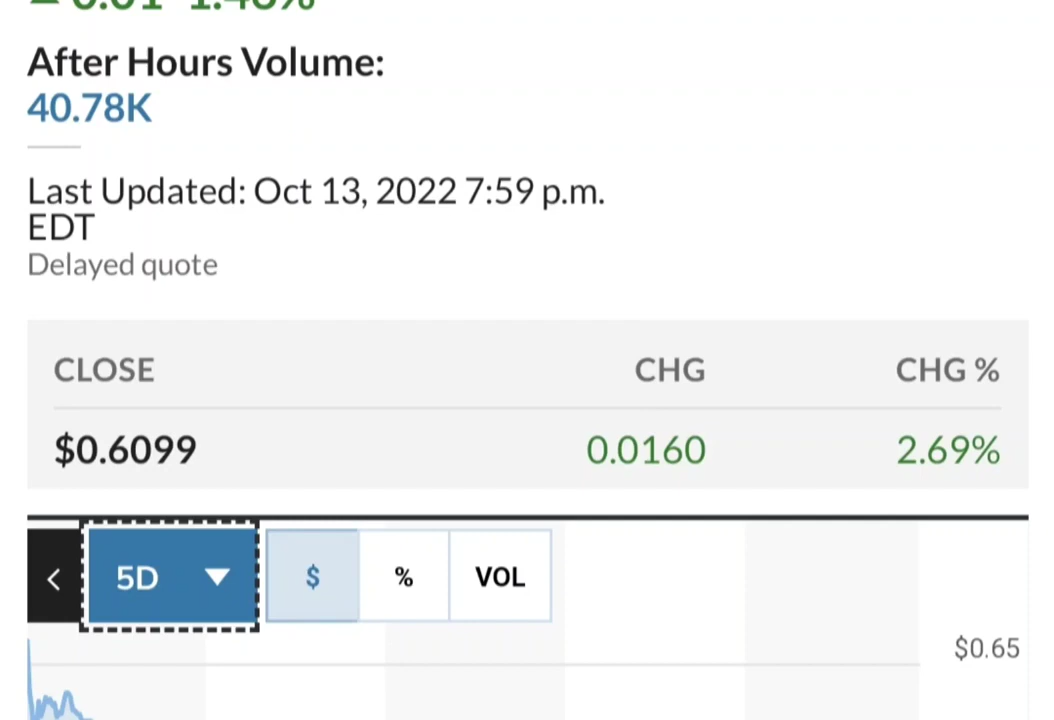 After Hours Volume:
40.78K
Last Updated: Oct 13, 2022 7:59 p.m.
EDT
Delayed quote
CLOSE CHG CHG %
$0.6099 0.0160 2.69%
5D $ % VOL
$0.65